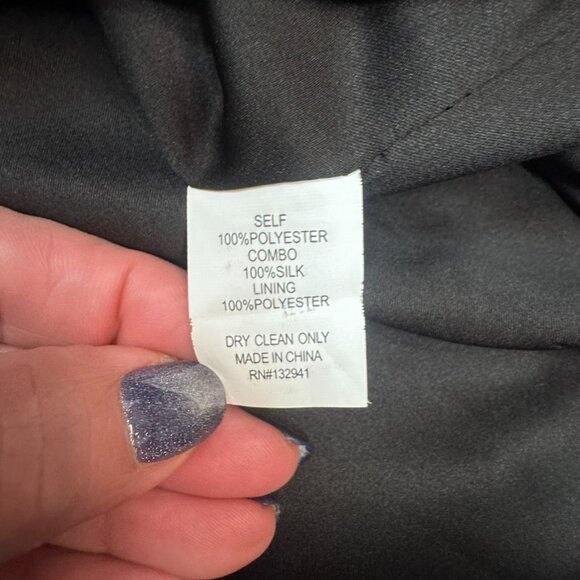 SELF
100%POLYESTER
COMBO
100%SILK
LINING
100%POLYESTER
DRY CLEAN ONLY
MADE IN CHINA
RN#132941